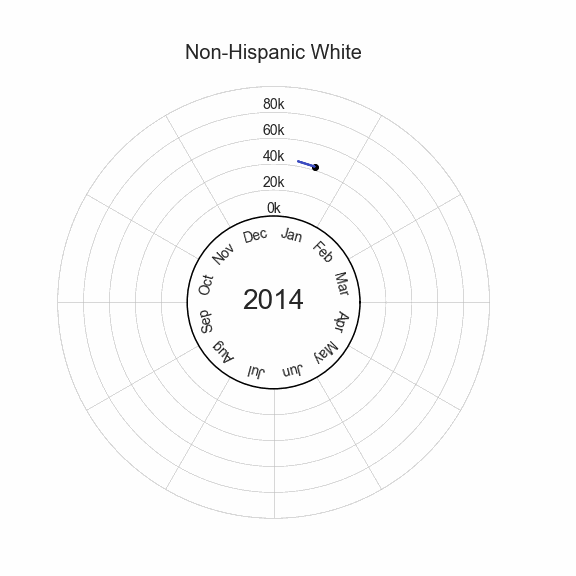 Non-Hispanic White
80k
60k
40k
20k
0k
Jan
Feb
Mar
Apr
May
Jun
Jul
Aug
Sep
Oct
Nov
Dec
2014